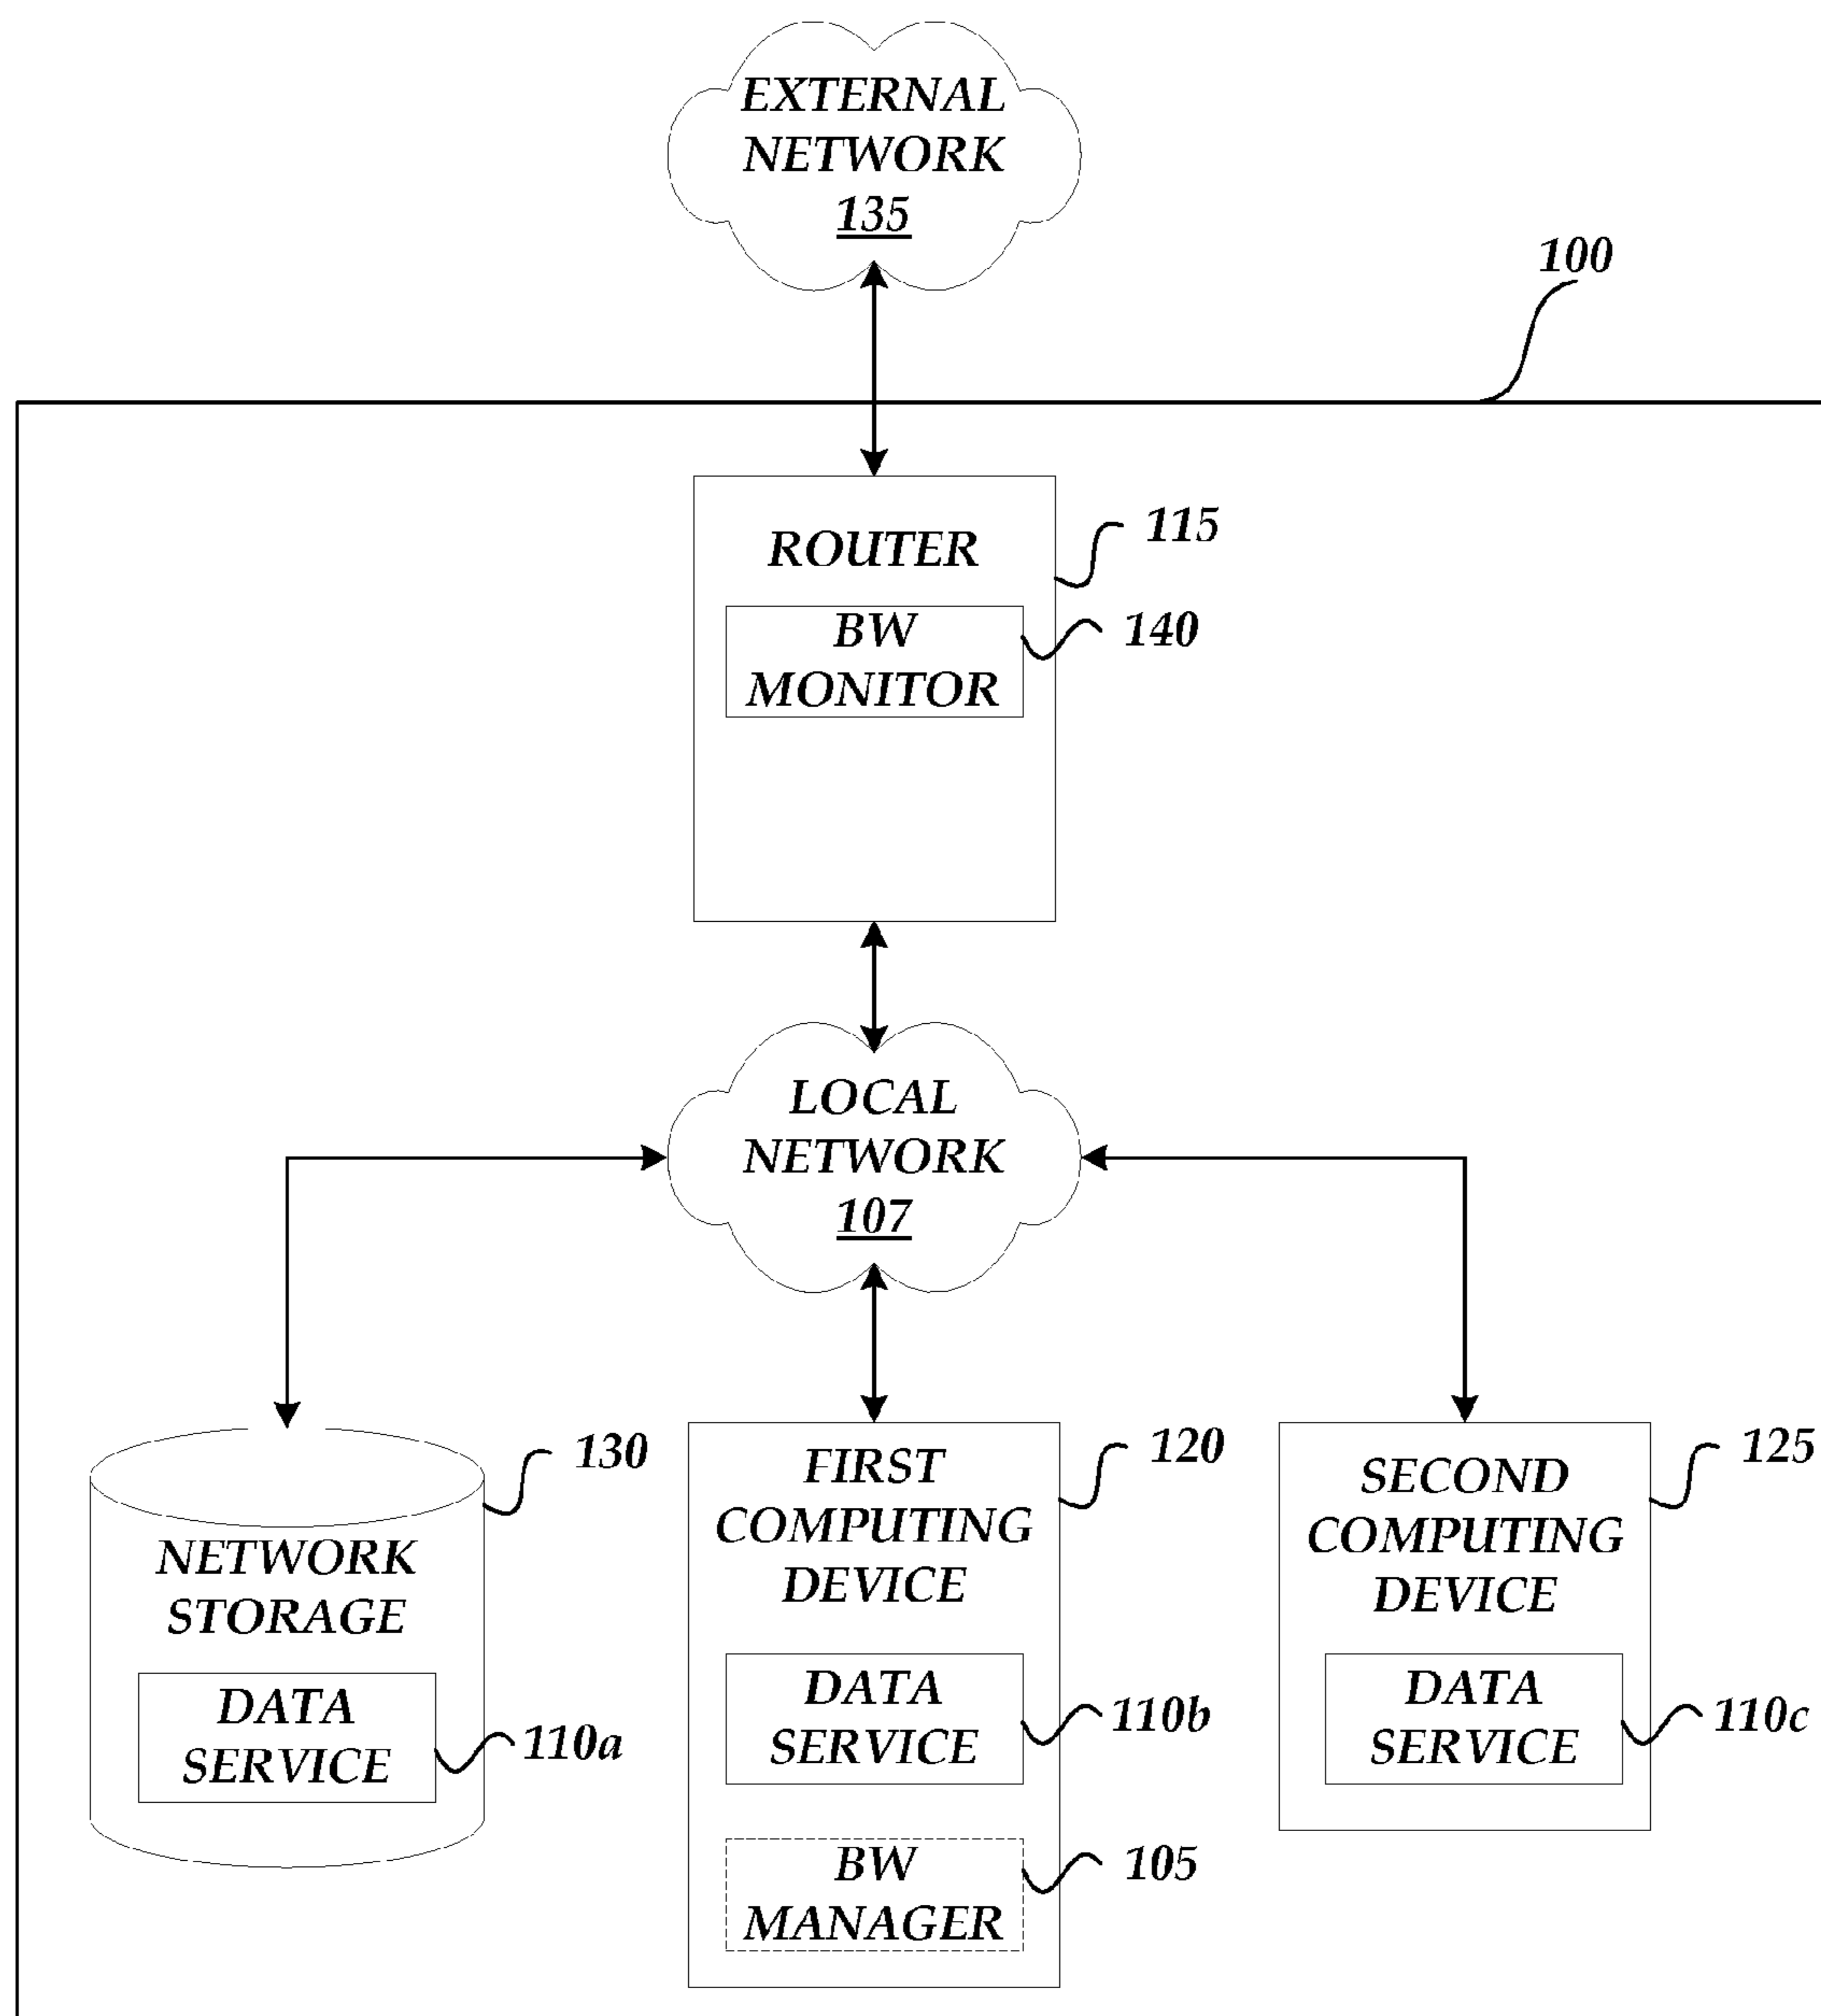 EXTERNAL
NETWORK
135
100
ROUTER
115
BW
MONITOR
140
LOCAL
NETWORK
107
130
NETWORK
STORAGE
DATA
SERVICE
110a
FIRST
COMPUTING
DEVICE
120
DATA
SERVICE
110b
BW
MANAGER
105
SECOND
COMPUTING
DEVICE
125
DATA
SERVICE
110c